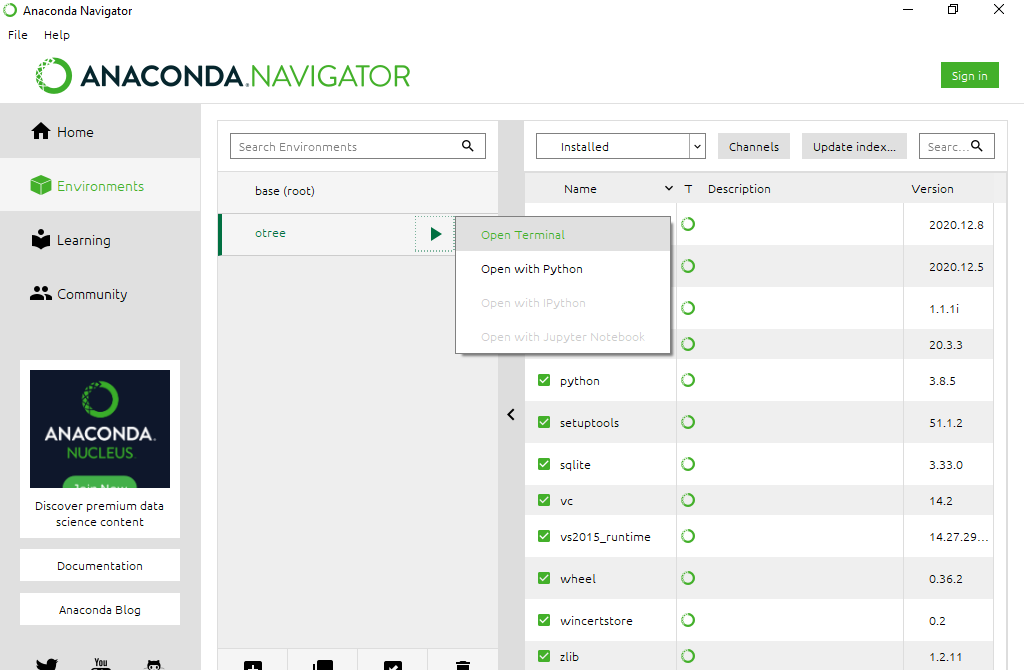 Anaconda Navigator
File Help
ANACONDA.NAVIGATOR
Sign in
Home
Environments
Learning
Community
ANACONDA.
NUCLEUS
Join Now
Discover premium data
science content
Documentation
Anaconda Blog
You
Search Environments
base (root)
otree
Open Terminal
Open with Python
Open with IPython
Open with Jupyter Notebook
Installed
Channels
Update index...
Searc...
Name T Description Version
2020.12.8
2020.12.5
1.1.1i
20.3.3
python 3.8.5
setuptools 51.1.2
sqlite 3.33.0
vc 14.2
vs2015_runtime 14.27.29...
wheel 0.36.2
wincertstore 0.2
zlib 1.2.11